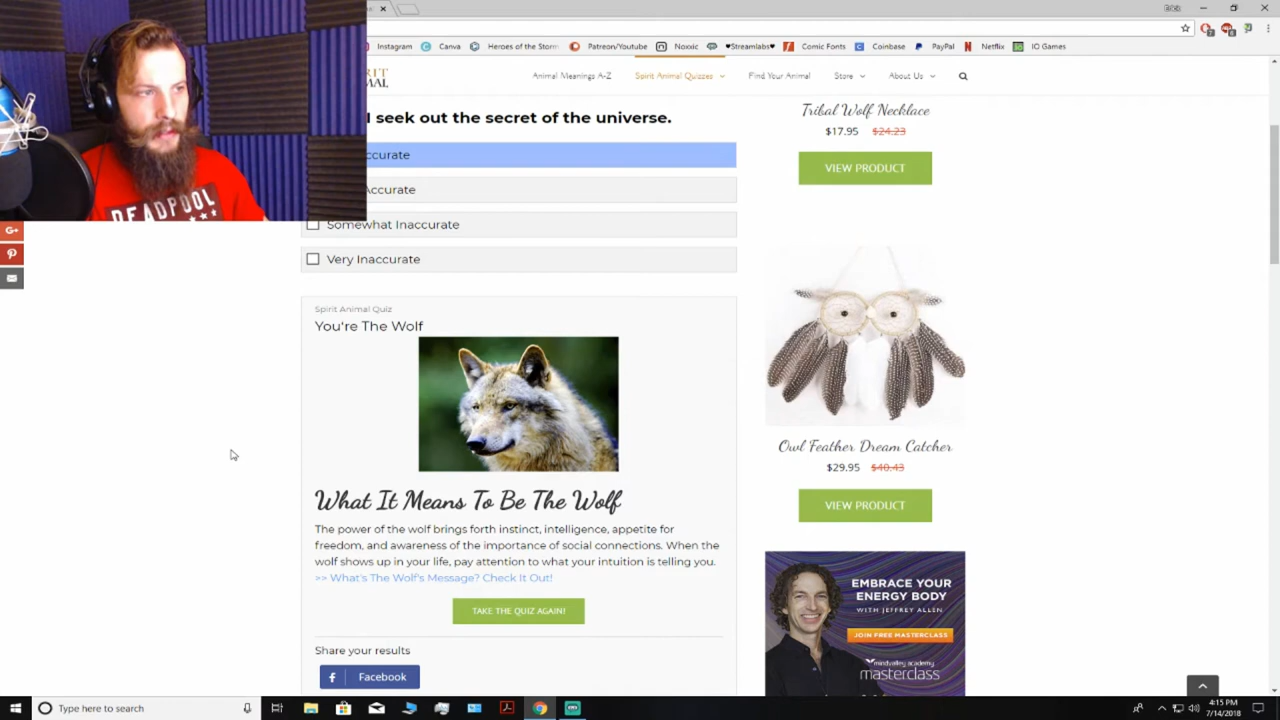 Instagram Canva Heroes of the Storm Patreon/Youtube Noxxic ♥Streamlabs♥ Comic Fonts Coinbase PayPal Netflix IO Games
Animal Meanings A-Z Spirit Animal Quizzes Find Your Animal Store About Us
I seek out the secret of the universe.
Somewhat Inaccurate
Very Inaccurate
Spirit Animal Quiz
You're The Wolf
What It Means To Be The Wolf
The power of the wolf brings forth instinct, intelligence, appetite for
freedom, and awareness of the importance of social connections. When the
wolf shows up in your life, pay attention to what your intuition is telling you.
>> What's The Wolf's Message? Check It Out!
TAKE THE QUIZ AGAIN!
Share your results
f Facebook
Tribal Wolf Necklace
$17.95 $24.23
VIEW PRODUCT
Owl Feather Dream Catcher
$29.95 $40.43
VIEW PRODUCT
EMBRACE YOUR
ENERGY BODY
WITH JEFFREY ALLEN
JOIN FREE MASTERCLASS
mindvalley academy
masterclass
DEADPOOL
G+
Type here to search
4:15 PM
7/14/2018